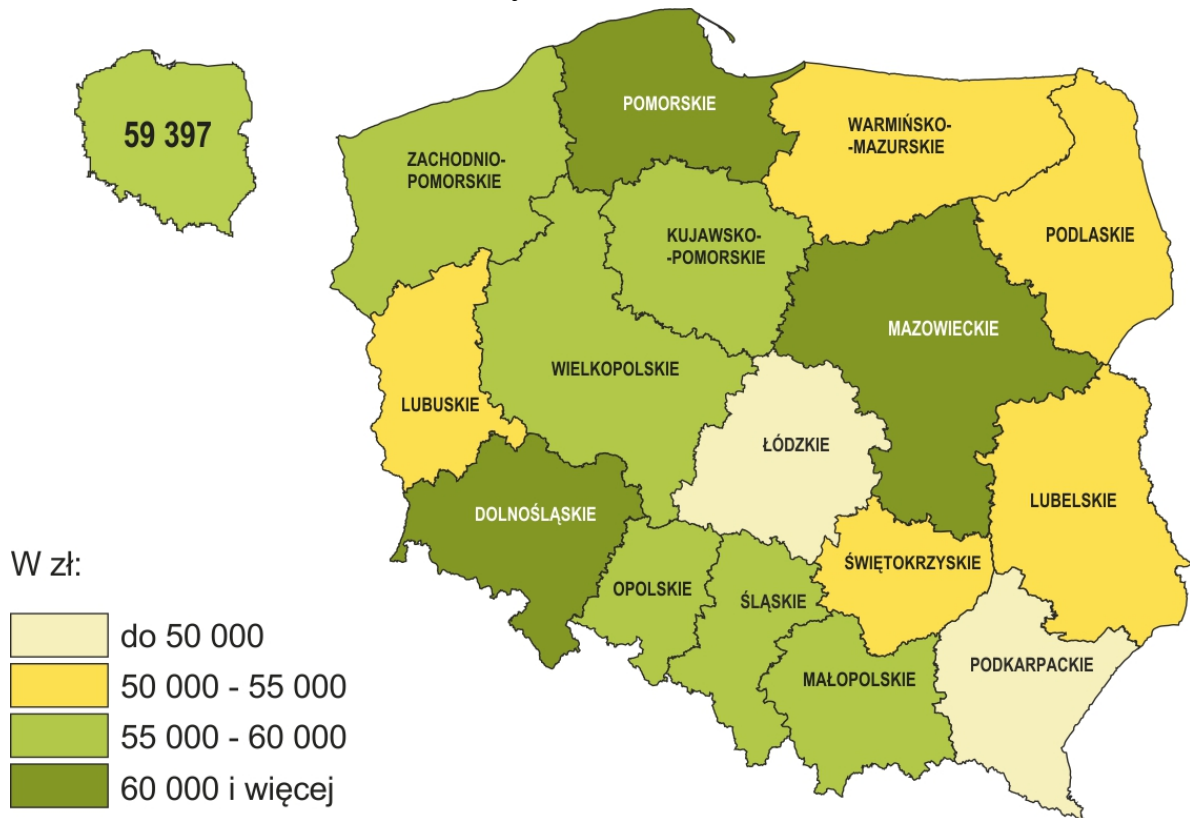 59 397
POMORSKIE
WARMIŃSKO-
-MAZURSKIE
ZACHODNIO-
POMORSKIE
KUJAWSKO-
-POMORSKIE
PODLASKIE
MAZOWIECKIE
WIELKOPOLSKIE
LUBUSKIE
ŁÓDZKIE
LUBELSKIE
DOLNOŚLĄSKIE
ŚWIĘTOKRZYSKIE
OPOLSKIE
ŚLĄSKIE
PODKARPACKIE
MAŁOPOLSKIE
W zł:
do 50 000
50 000 - 55 000
55 000 - 60 000
60 000 i więcej